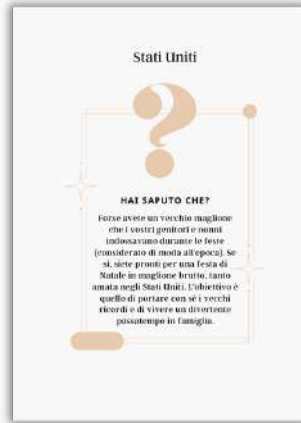 Stati Uniti
?
HAI SAPUTO CHE?
Forse avete un vecchio maglione
che i vostri genitori e nonni
indossavano durante le feste
(considerato di moda all'epoca). Se
sì, siete pronti per una festa di
Natale in maglione brutto, tanto
amata negli Stati Uniti. L'obiettivo è
quello di portare con sé i vecchi
ricordi e di vivere un divertente
passatempo in famiglia.